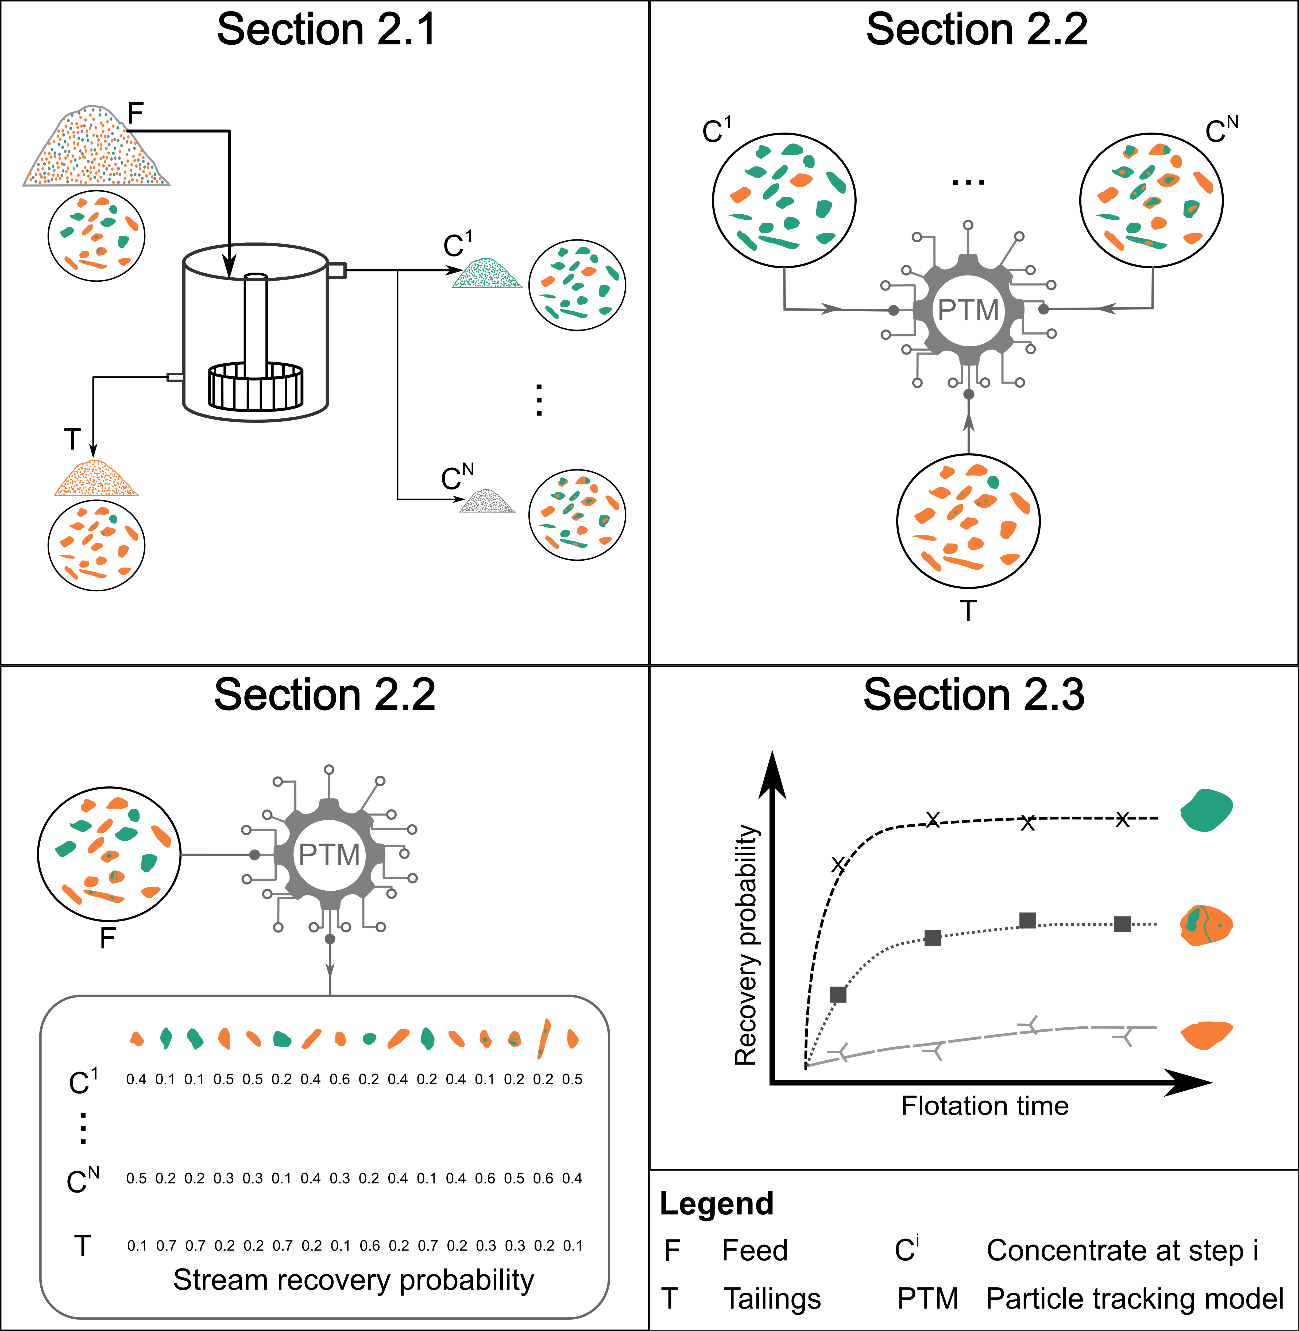 Section 2.1
F
C1
⋮
T
CN
Section 2.2
C1
...
CN
PTM
T
Section 2.2
PTM
F
C1 0.4 0.1 0.1 0.5 0.5 0.2 0.4 0.6 0.2 0.4 0.2 0.4 0.1 0.2 0.2 0.5
⋮
CN 0.5 0.2 0.2 0.3 0.3 0.1 0.4 0.3 0.2 0.4 0.1 0.4 0.6 0.5 0.6 0.4
T 0.1 0.7 0.7 0.2 0.2 0.7 0.2 0.1 0.6 0.2 0.7 0.2 0.3 0.3 0.2 0.1
Stream recovery probability
Section 2.3
Recovery probability
Flotation time
Legend
F Feed Ci Concentrate at step i
T Tailings PTM Particle tracking model